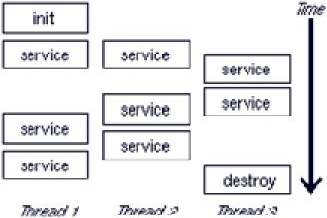 init
Time
service
service
service
service
service
service
service
service
destroy
Thread 1
Thread 2
Thread 3